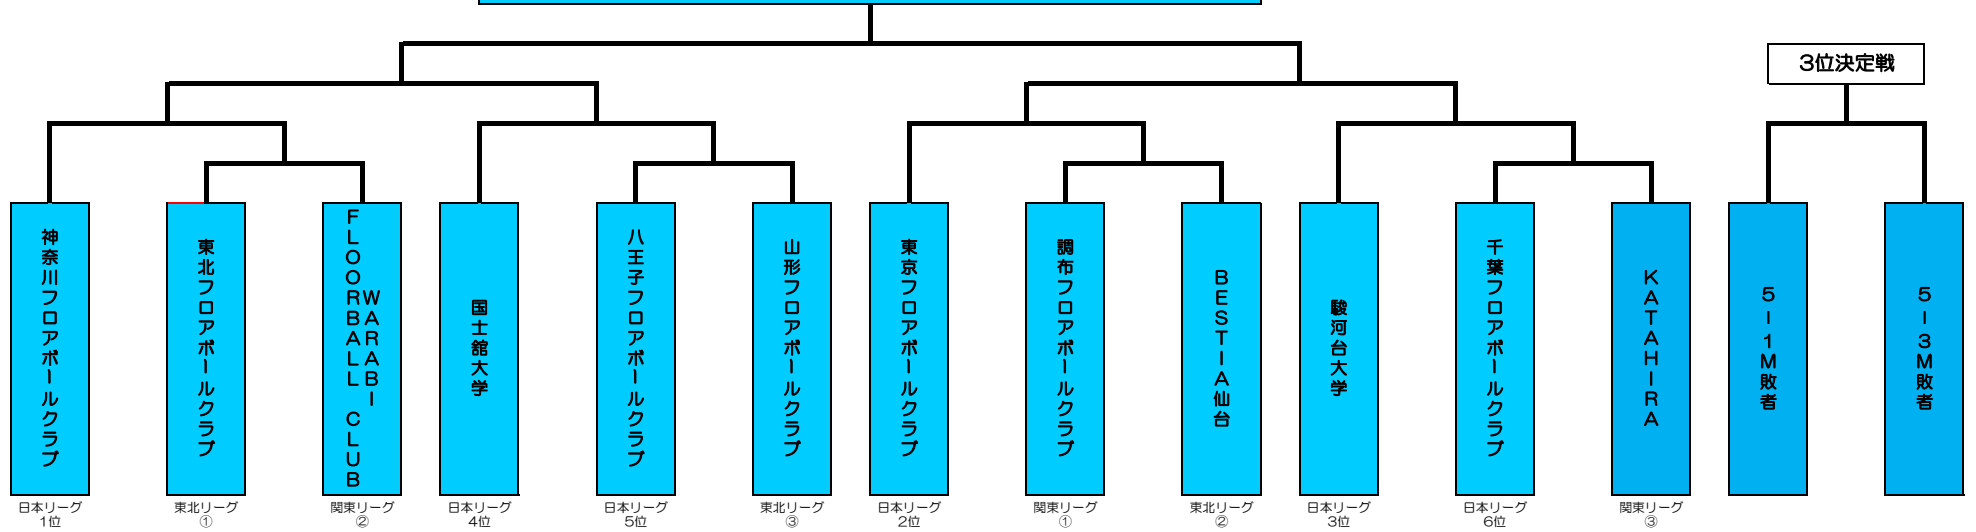 3位決定戦
神奈川フロアボールクラブ
東北フロアボールクラブ
WARABI
FLOORBALL CLUB
国士舘大学
八王子フロアボールクラブ
山形フロアボールクラブ
東京フロアボールクラブ
調布フロアボールクラブ
BESTIA仙台
駿河台大学
千葉フロアボールクラブ
KATAHIRA
5-1M敗者
5-3M敗者
日本リーグ
1位
東北リーグ
①
関東リーグ
②
日本リーグ
4位
日本リーグ
5位
東北リーグ
③
日本リーグ
2位
関東リーグ
①
東北リーグ
②
日本リーグ
3位
日本リーグ
6位
関東リーグ
③